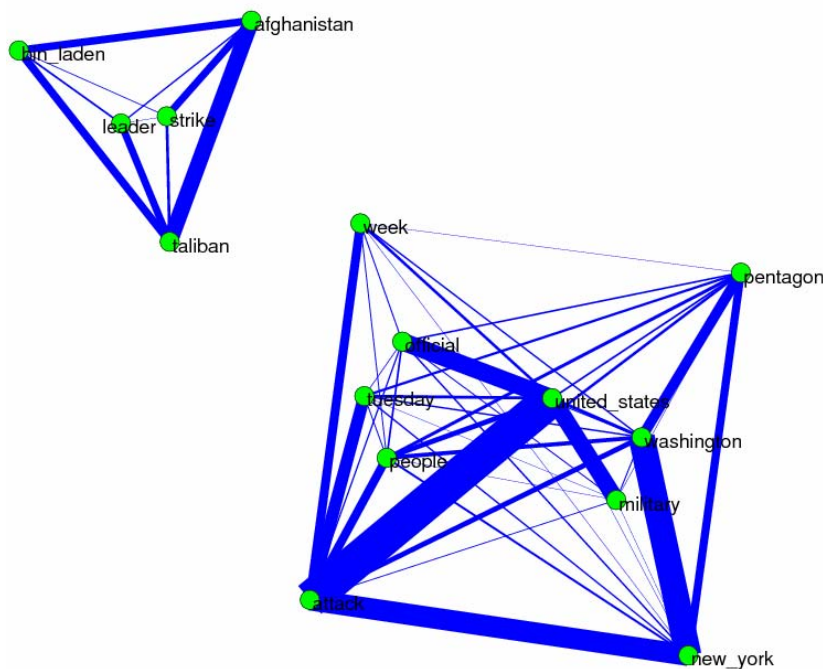 afghanistan
bin_laden
leader
strike
taliban
week
pentagon
official
tuesday
united_states
washington
people
military
attack
new_york